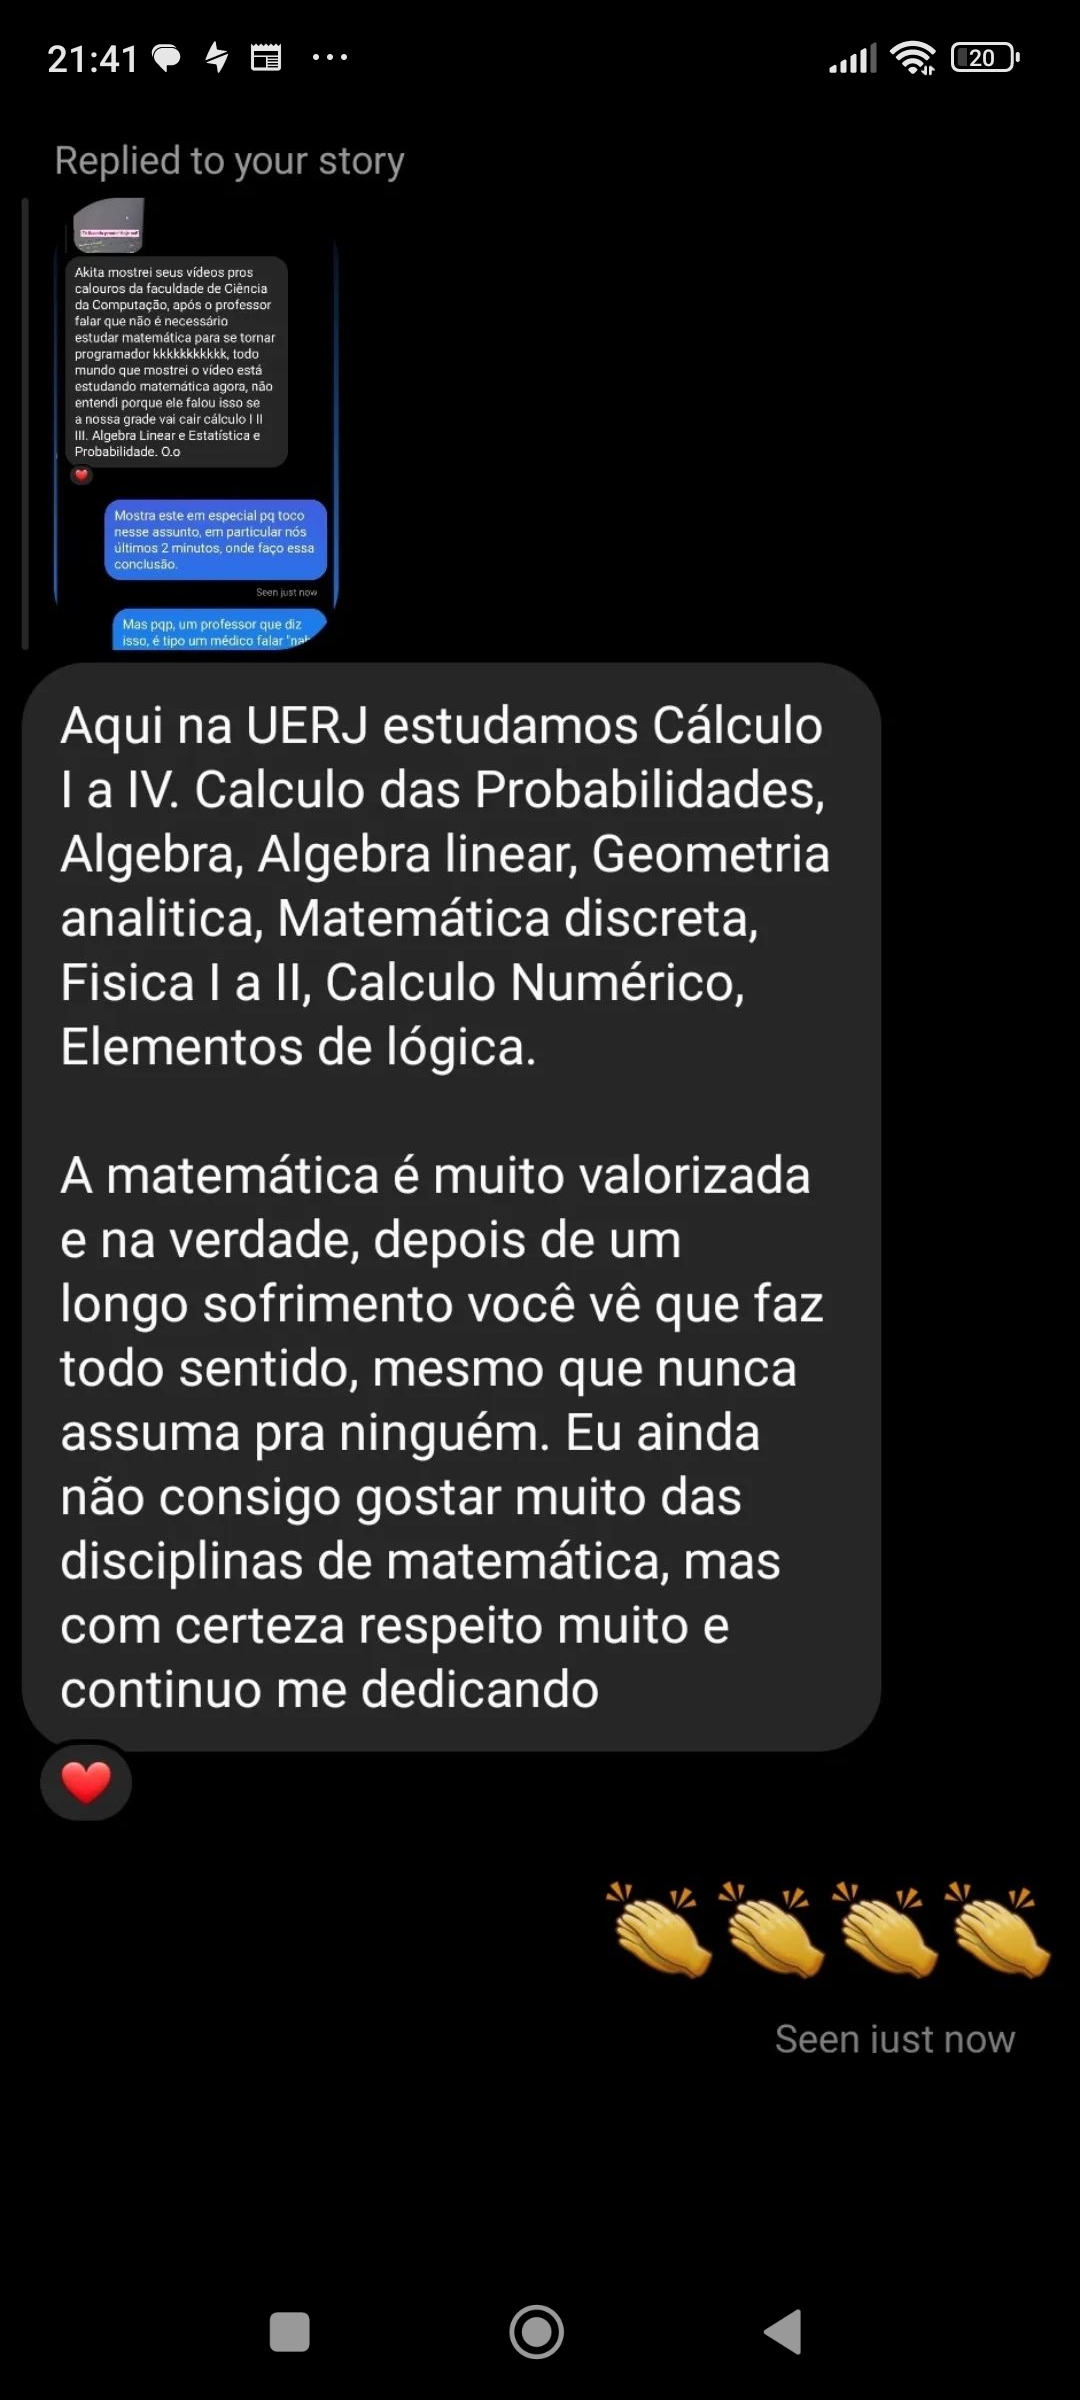 21:41
20
Replied to your story
Akita mostrei seus vídeos pros
calouros da faculdade de Ciência
da Computação, após o professor
falar que não é necessário
estudar matemática para se tornar
programador kkkkkkkkkkk, todo
mundo que mostrei o vídeo está
estudando matemática agora, não
entendi porque ele falou isso se
a nossa grade vai cair cálculo I II
III. Algebra Linear e Estatística e
Probabilidade. O.o
Mostra este em especial pq toco
nesse assunto, em particular nós
últimos 2 minutos, onde faço essa
conclusão.
Seen just now
Mas pqp, um professor que diz
isso, é tipo um médico falar "nah
Aqui na UERJ estudamos Cálculo
I a IV. Calculo das Probabilidades,
Algebra, Algebra linear, Geometria
analitica, Matemática discreta,
Fisica I a II, Calculo Numérico,
Elementos de lógica.
A matemática é muito valorizada
e na verdade, depois de um
longo sofrimento você vê que faz
todo sentido, mesmo que nunca
assuma pra ninguém. Eu ainda
não consigo gostar muito das
disciplinas de matemática, mas
com certeza respeito muito e
continuo me dedicando
Seen just now